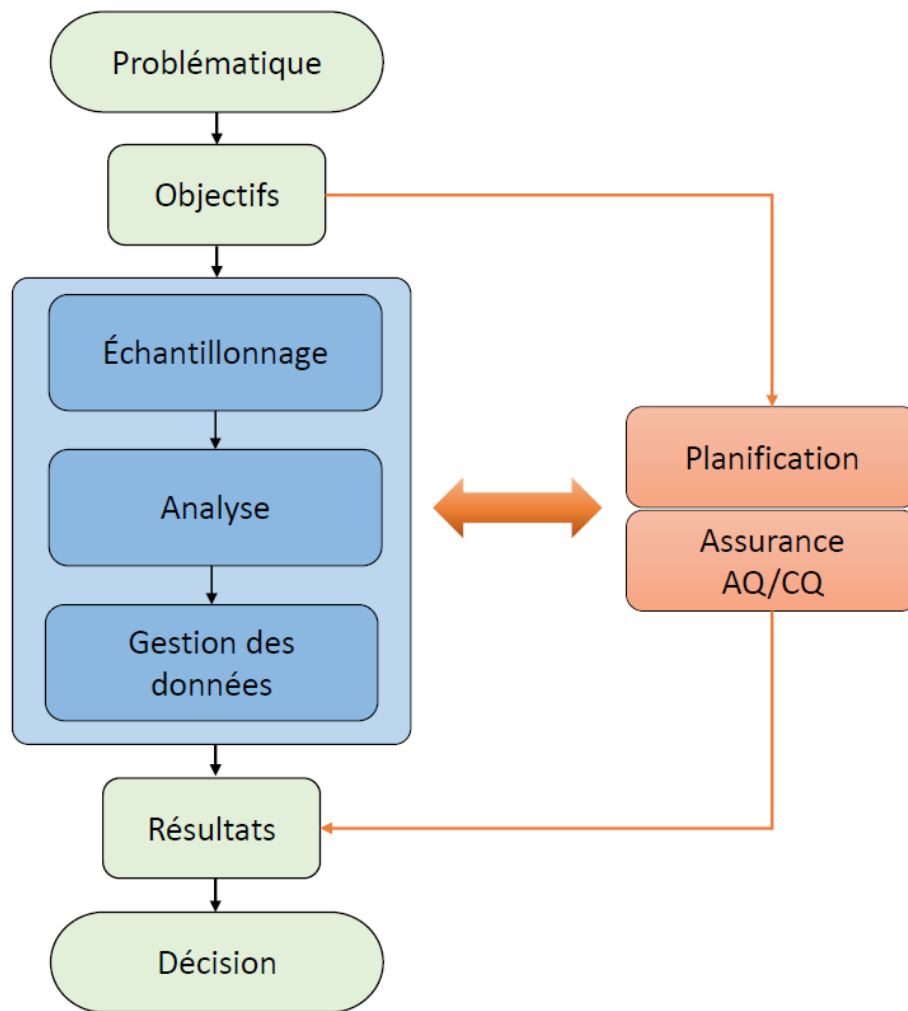 Problématique
Objectifs
Échantillonnage
Analyse
Gestion des
données
Planification
Assurance
AQ/CQ
Résultats
Décision